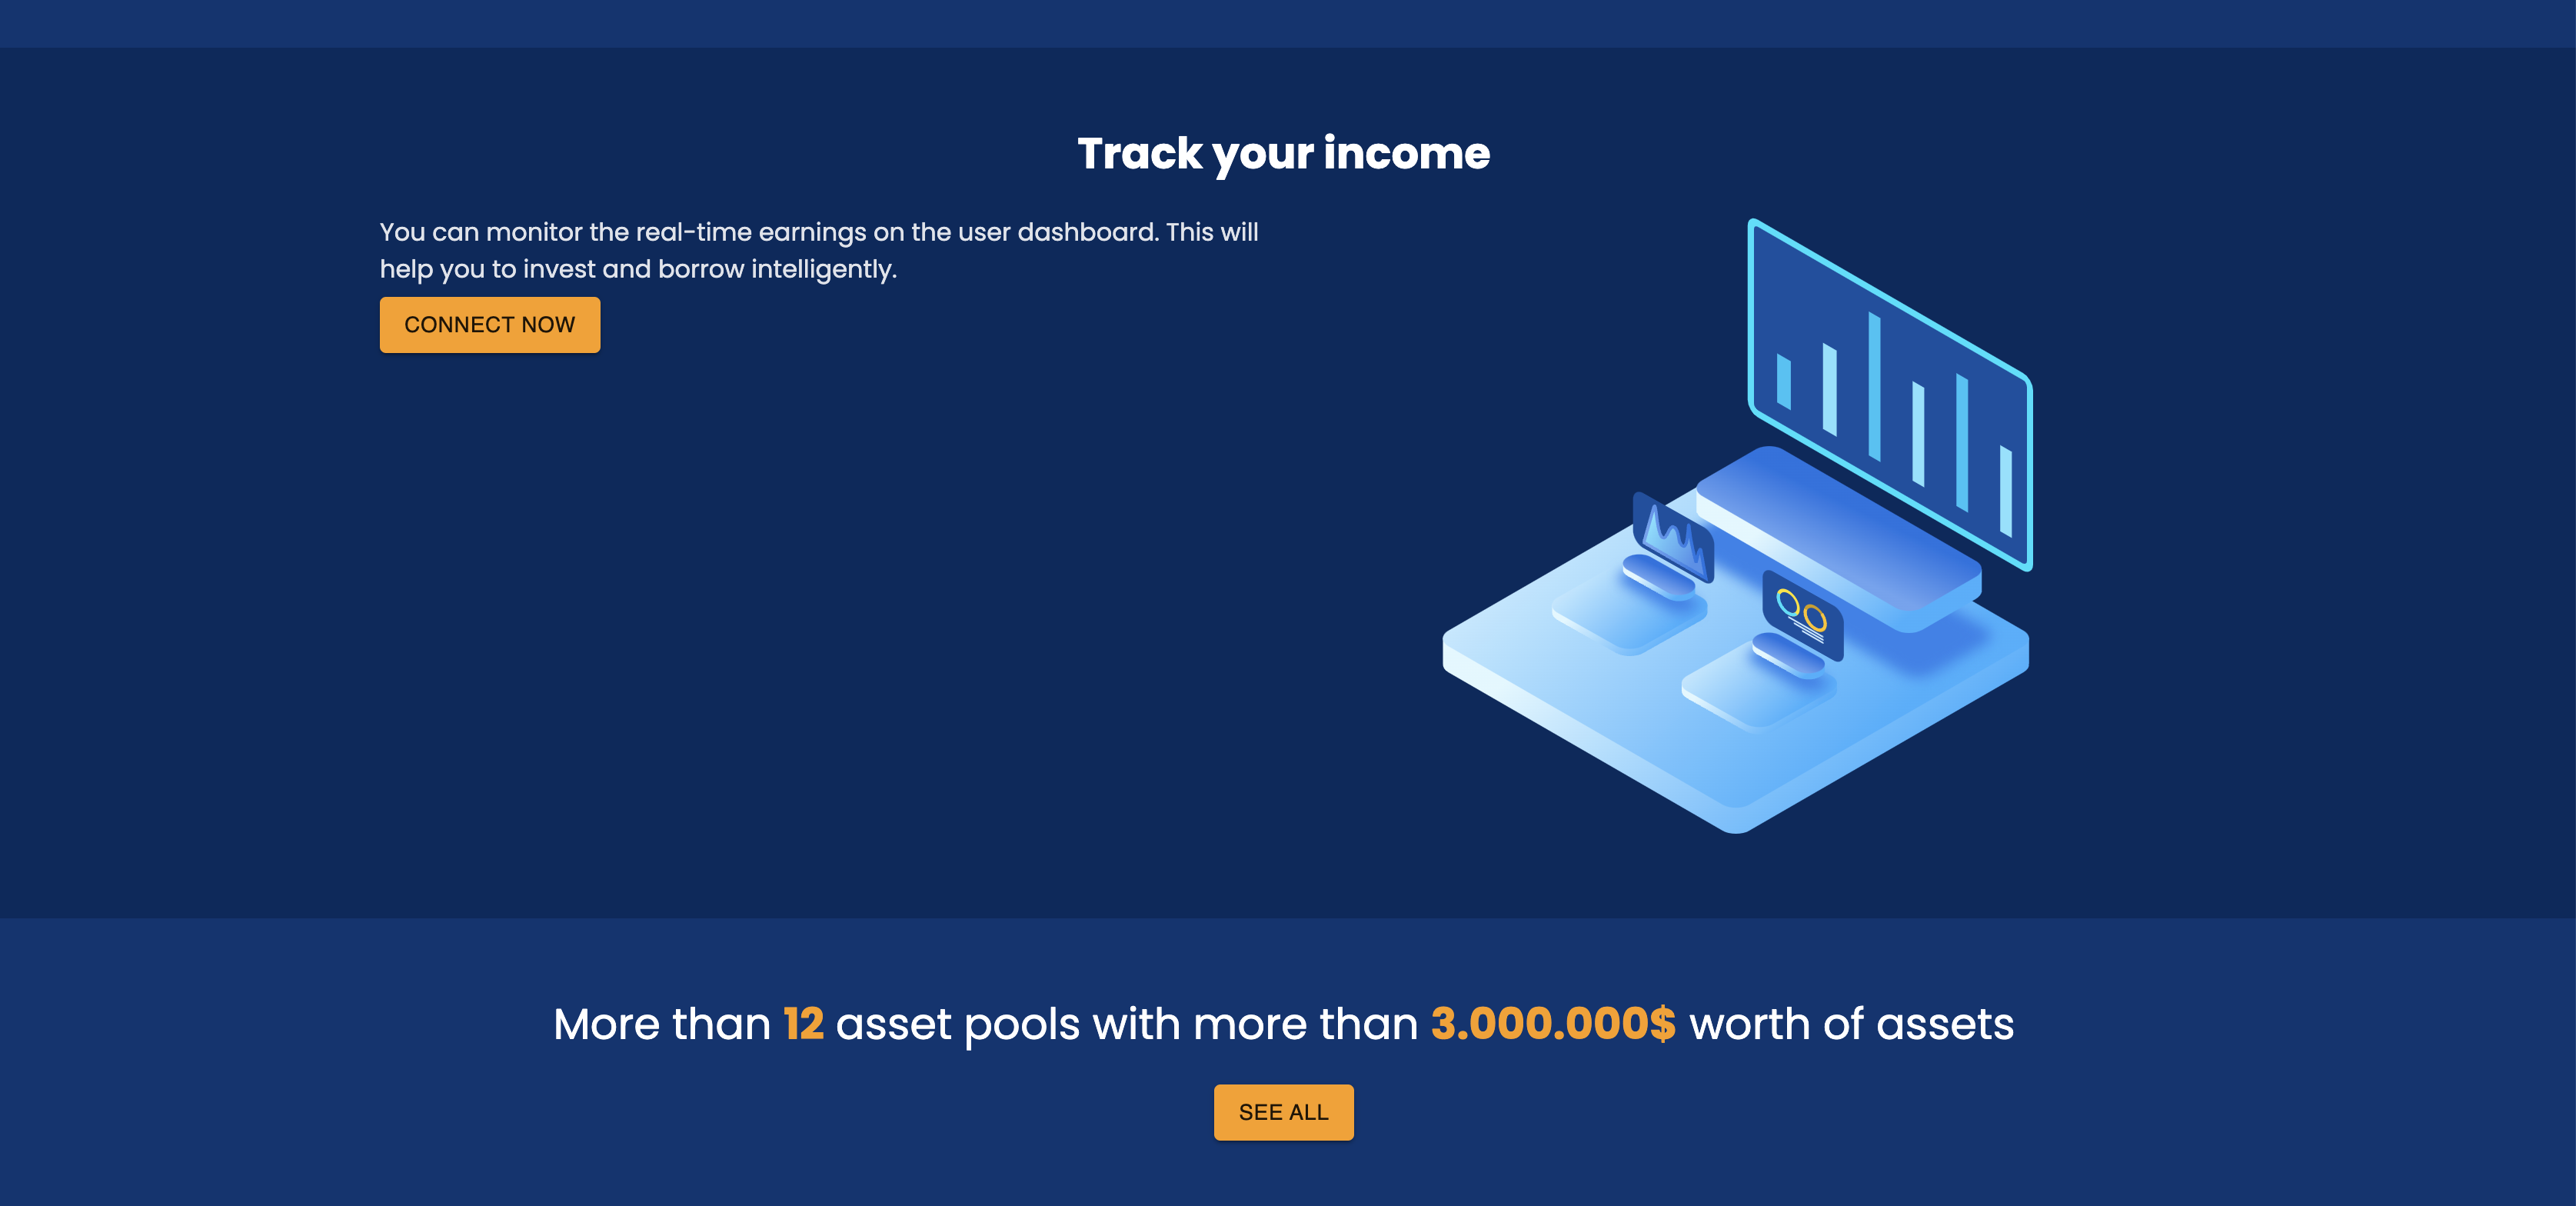 Track your income
You can monitor the real-time earnings on the user dashboard. This will
help you to invest and borrow intelligently.
CONNECT NOW
More than 12 asset pools with more than 3.000.000$ worth of assets
SEE ALL